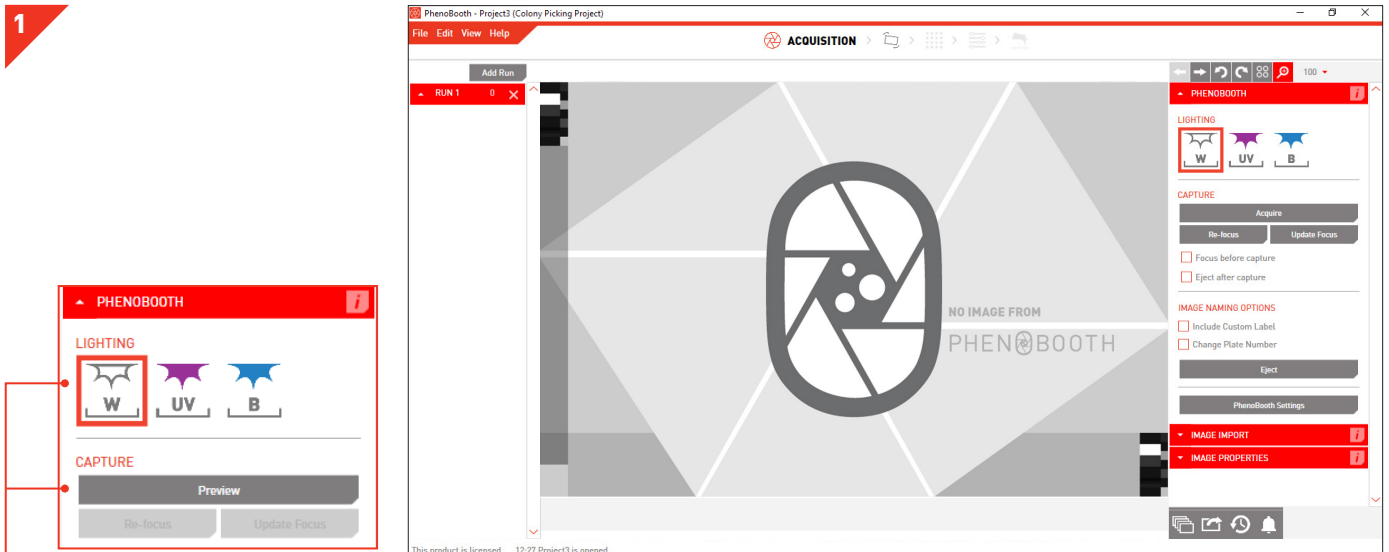 1
PHENOBOOTH i
LIGHTING
W UV B
CAPTURE
Preview
Re-focus Update Focus
PhenoBooth - Project3 (Colony Picking Project)
File Edit View Help
ACQUISITION
Add Run
RUN 1 0
NO IMAGE FROM
PHENOBOOTH
100
PHENOBOOTH i
LIGHTING
W UV B
CAPTURE
Acquire
Re-focus Update Focus
Focus before capture
Eject after capture
IMAGE NAMING OPTIONS
Include Custom Label
Change Plate Number
Eject
PhenoBooth Settings
IMAGE IMPORT i
IMAGE PROPERTIES i
This product is licensed 12:27 Project3 is opened